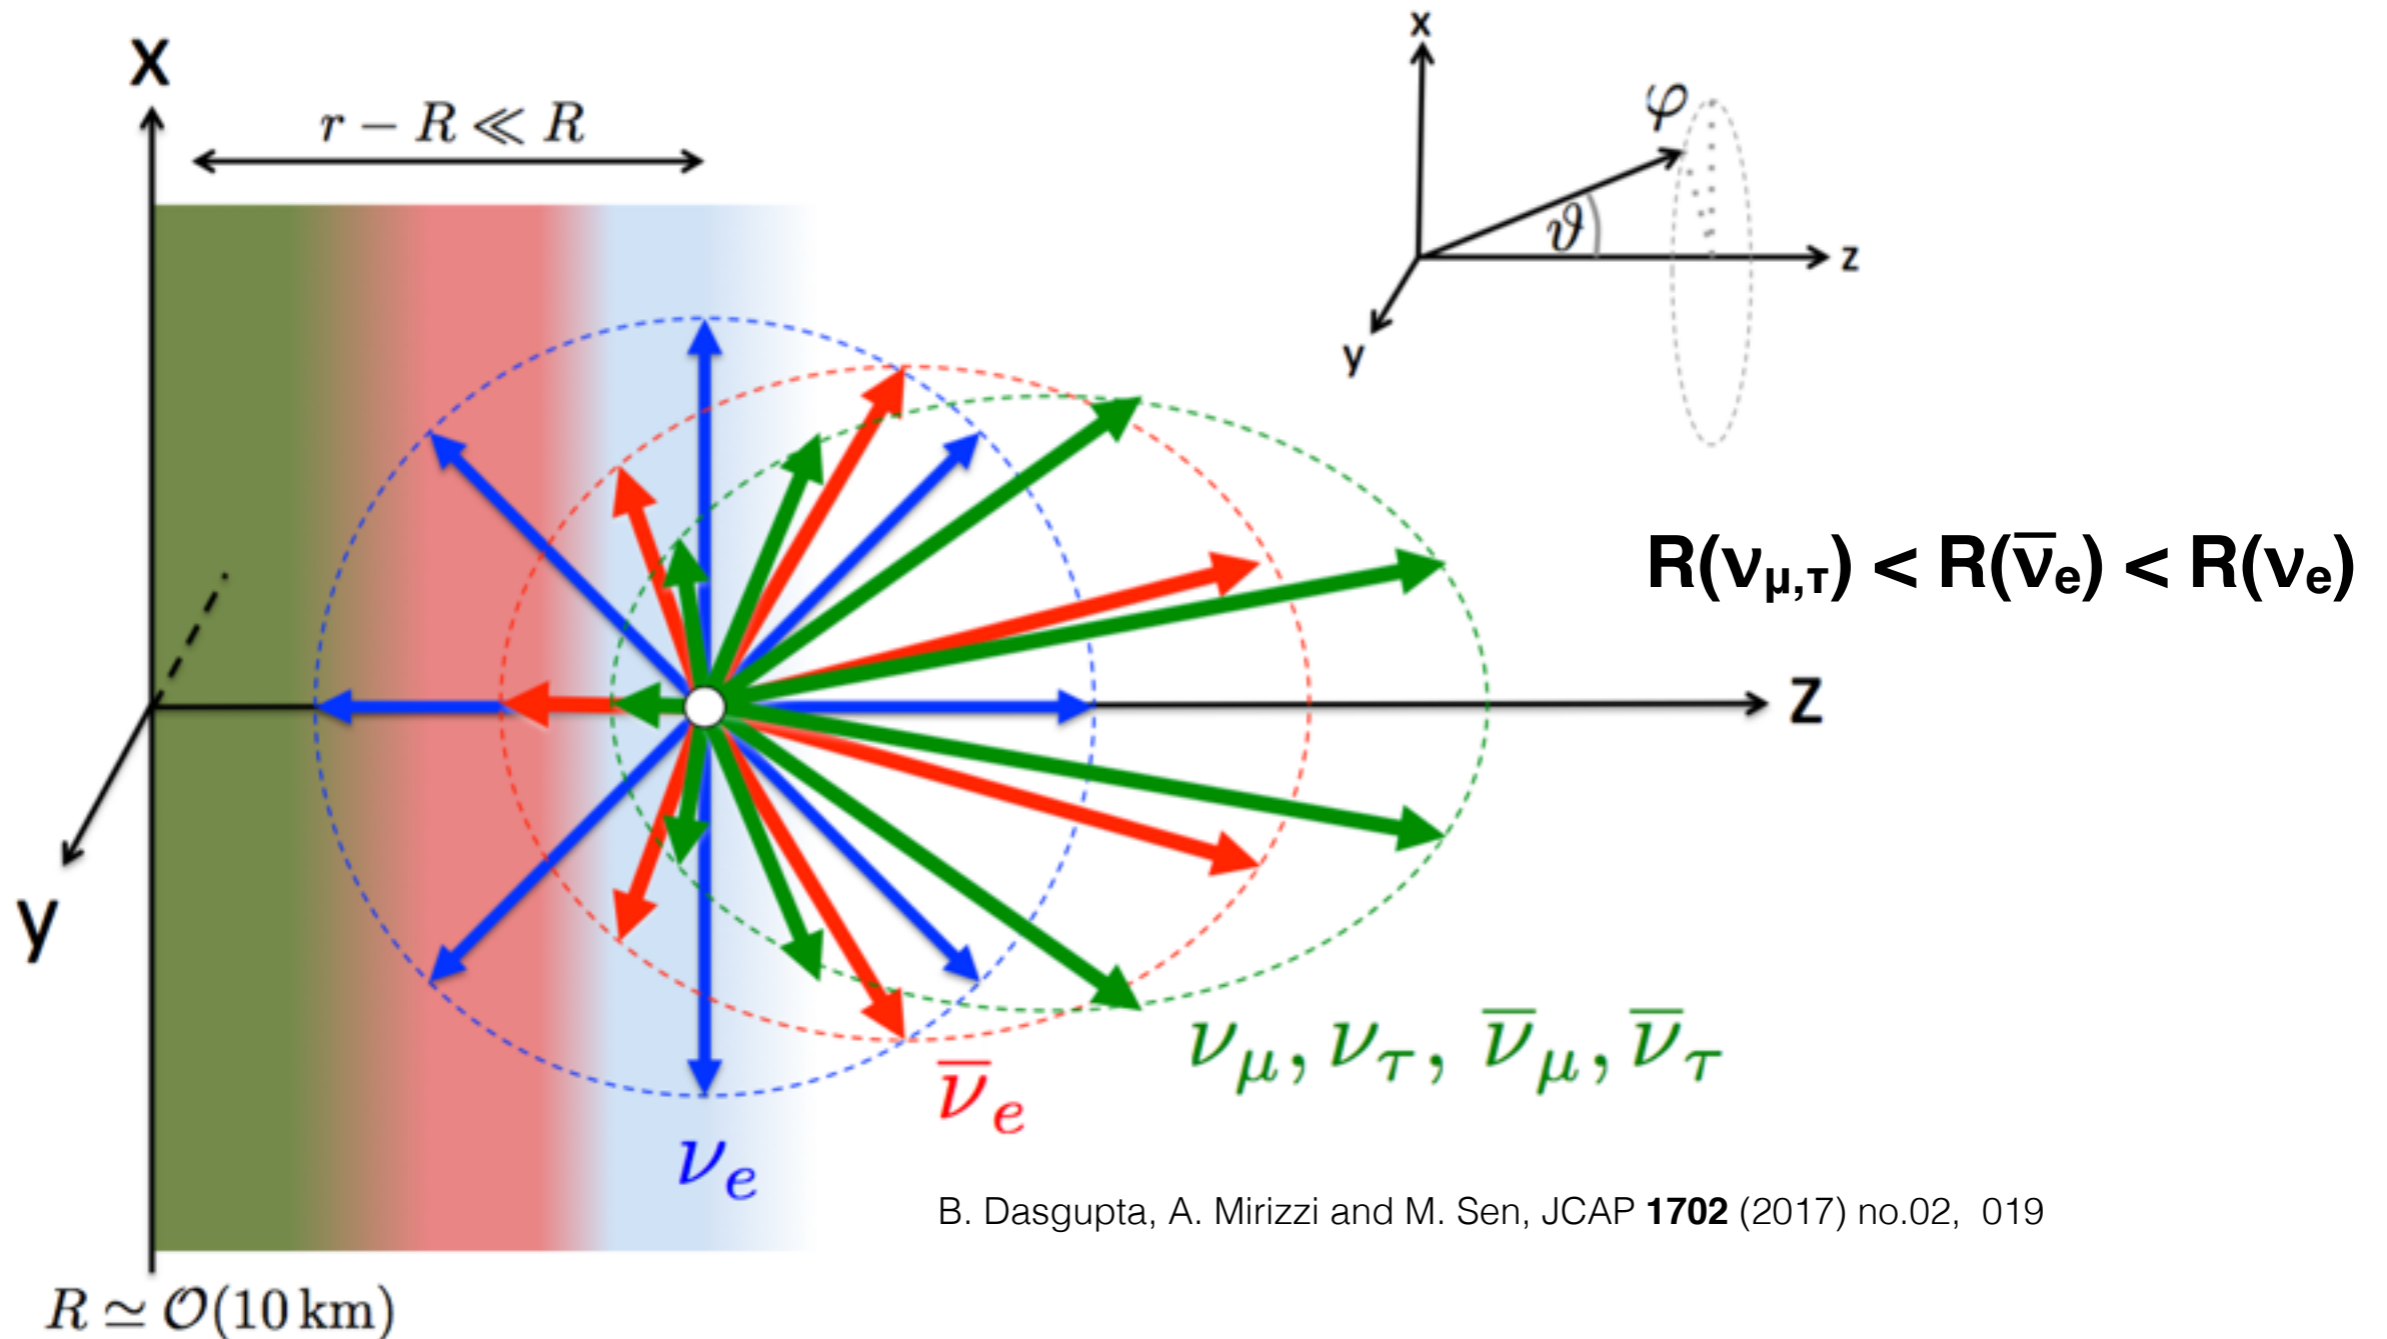 x
X
φ
r − R ≪ R
ϑ
z
y
R(νμ,τ) < R(ν̅e) < R(νe)
z
y
νμ, ντ, ν̅μ, ν̅τ
ν̅e
νe
B. Dasgupta, A. Mirizzi and M. Sen, JCAP 1702 (2017) no.02, 019
R ≃ 𝒪(10 km)